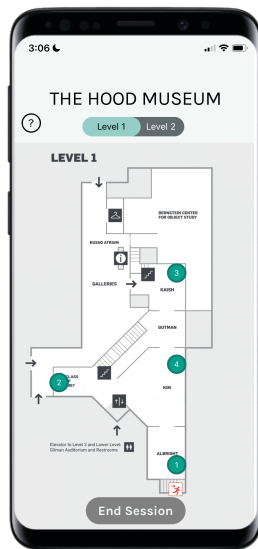 3:06
THE HOOD MUSEUM
?
Level 1 Level 2
LEVEL 1
BERNSTEIN CENTER
FOR OBJECT STUDY
RUSSO ATRIUM
i
3
GALLERIES
KAISH
GUTMAN
4
2
KIM
Elevator to Level 2 and Lower Level:
Gilman Auditorium and Restrooms
ALBRIGHT
1
End Session